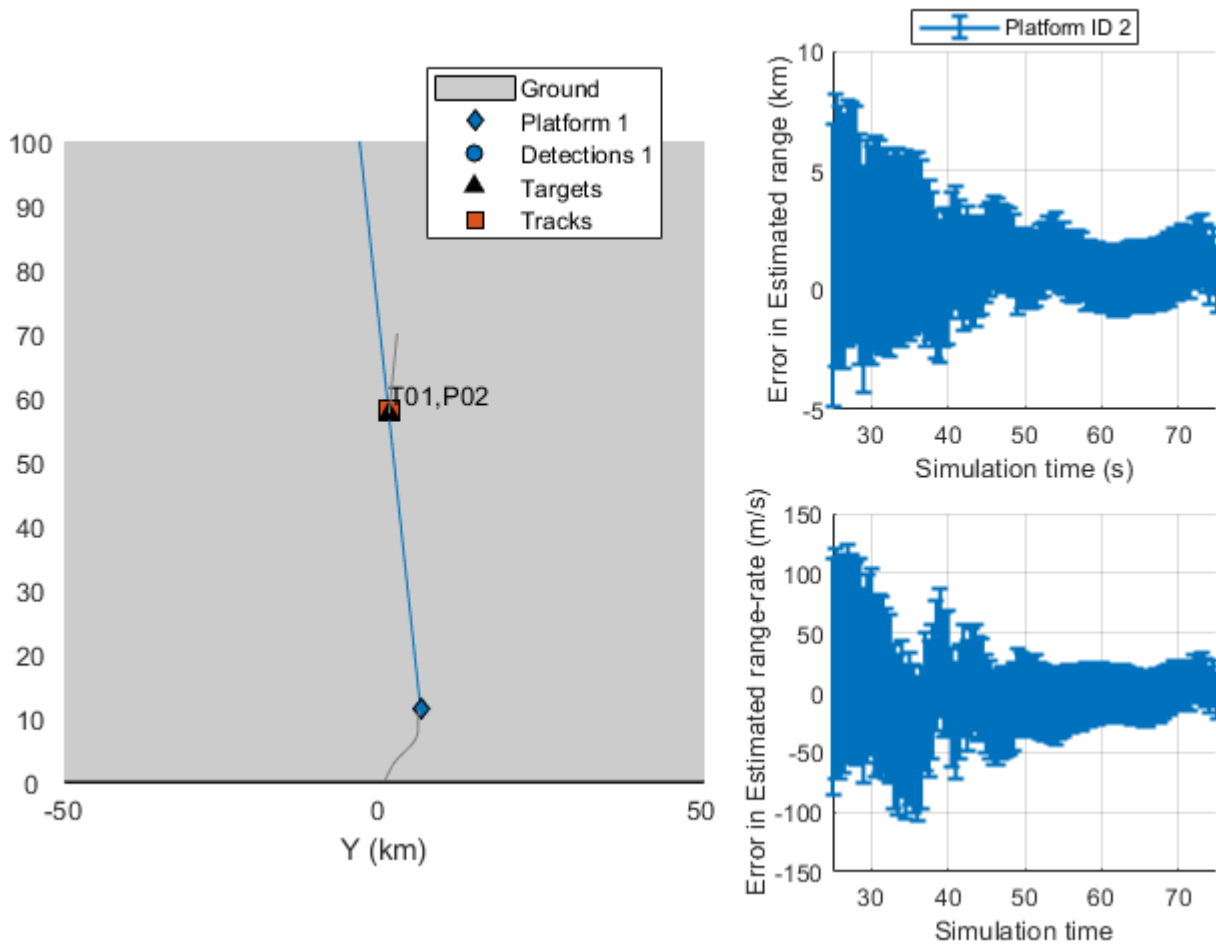 Ground
Platform 1
Detections 1
Targets
Tracks
100
90
80
70
60
50
40
30
20
10
0
T01,P02
-50
0
50
Y (km)
Platform ID 2
Error in Estimated range (km)
10
5
0
-5
30
40
50
60
70
Simulation time (s)
Error in Estimated range-rate (m/s)
150
100
50
0
-50
-100
-150
30
40
50
60
70
Simulation time